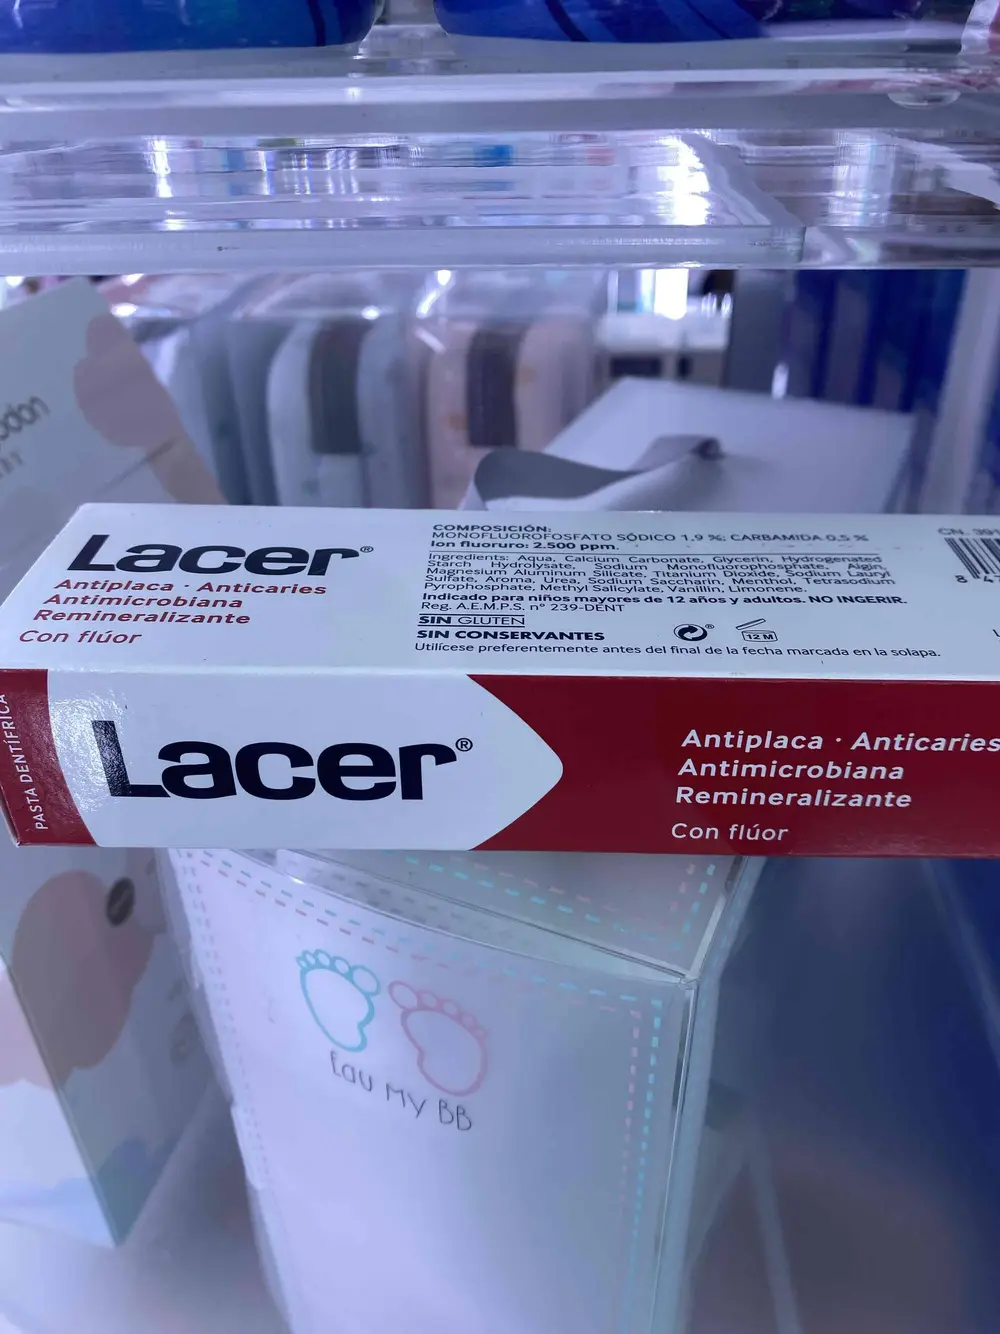 Lacer®
Antiplaca · Anticaries
Antimicrobiana
Remineralizante
Con flúor
COMPOSICIÓN:
MONOFLUOROFOSFATO SÓDICO 1,9 %; CARBAMIDA 0,5 %
Ion fluoruro: 2.500 ppm.
Ingredients: Aqua, Calcium Carbonate, Glycerin, Hydrogenated
Starch Hydrolysate, Sodium Monofluorophosphate, Algin,
Magnesium Aluminum Silicate, Titanium Dioxide, Sodium Lauryl
Sulfate, Aroma, Urea, Sodium Saccharin, Menthol, Tetrasodium
Pyrophosphate, Methyl Salicylate, Vanillin, Limonene.
Indicado para niños mayores de 12 años y adultos. NO INGERIR.
Reg. A.E.M.P.S. nº 239-DENT
SIN GLUTEN
SIN CONSERVANTES
12 M
Utilícese preferentemente antes del final de la fecha marcada en la solapa.
CN. 391
8 4
PASTA DENTÍFRICA
Lacer®
Antiplaca · Anticaries
Antimicrobiana
Remineralizante
Con flúor
Eau MY BB